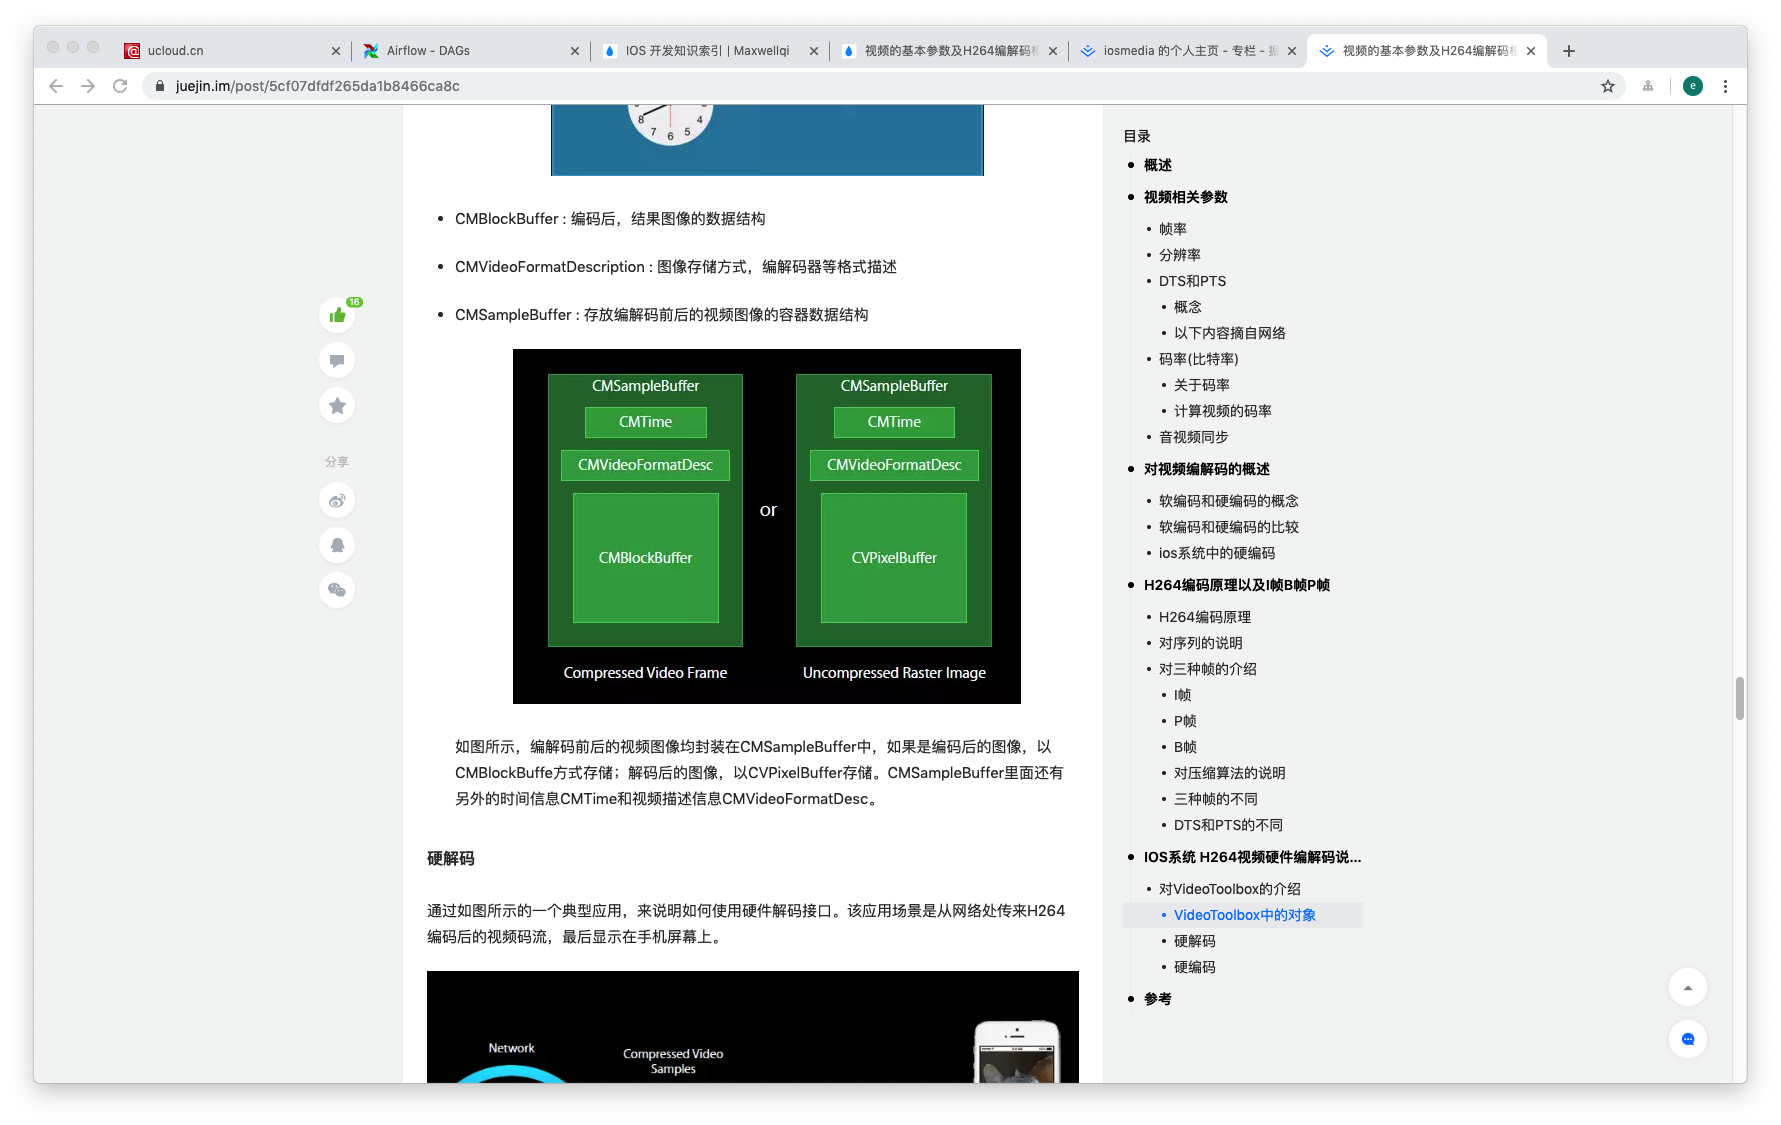 ucloud.cn
Airflow - DAGs
IOS 开发知识索引 | Maxwellqi
视频的基本参数及H264编解码相
iosmedia 的个人主页 - 专栏 - 掘
视频的基本参数及H264编解码相
juejin.im/post/5cf07dfdf265da1b8466ca8c
e
8 7 6 5 4
CMBlockBuffer : 编码后，结果图像的数据结构
CMVideoFormatDescription : 图像存储方式，编解码器等格式描述
CMSampleBuffer : 存放编解码前后的视频图像的容器数据结构
16
分享
CMSampleBuffer
CMTime
CMVideoFormatDesc
CMBlockBuffer
Compressed Video Frame
or
CMSampleBuffer
CMTime
CMVideoFormatDesc
CVPixelBuffer
Uncompressed Raster Image
如图所示，编解码前后的视频图像均封装在CMSampleBuffer中，如果是编码后的图像，以
CMBlockBuffe方式存储；解码后的图像，以CVPixelBuffer存储。CMSampleBuffer里面还有
另外的时间信息CMTime和视频描述信息CMVideoFormatDesc。
硬解码
通过如图所示的一个典型应用，来说明如何使用硬件解码接口。该应用场景是从网络处传来H264
编码后的视频码流，最后显示在手机屏幕上。
Network
Compressed Video
Samples
目录
概述
视频相关参数
帧率
分辨率
DTS和PTS
概念
以下内容摘自网络
码率(比特率)
关于码率
计算视频的码率
音视频同步
对视频编解码的概述
软编码和硬编码的概念
软编码和硬编码的比较
ios系统中的硬编码
H264编码原理以及I帧B帧P帧
H264编码原理
对序列的说明
对三种帧的介绍
I帧
P帧
B帧
对压缩算法的说明
三种帧的不同
DTS和PTS的不同
IOS系统 H264视频硬件编解码说...
对VideoToolbox的介绍
VideoToolbox中的对象
硬解码
硬编码
参考